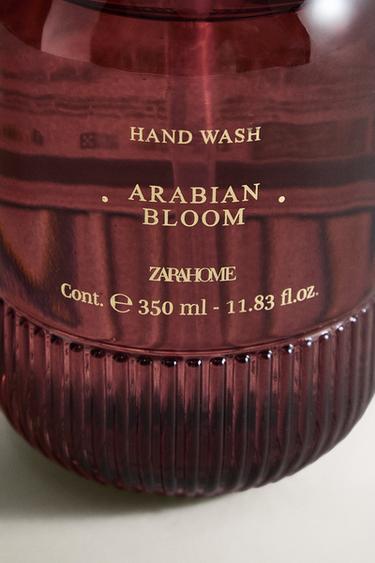 HAND WASH
• ARABIAN •
BLOOM
ZARAHOME
Cont. ℮ 350 ml - 11.83 fl.oz.